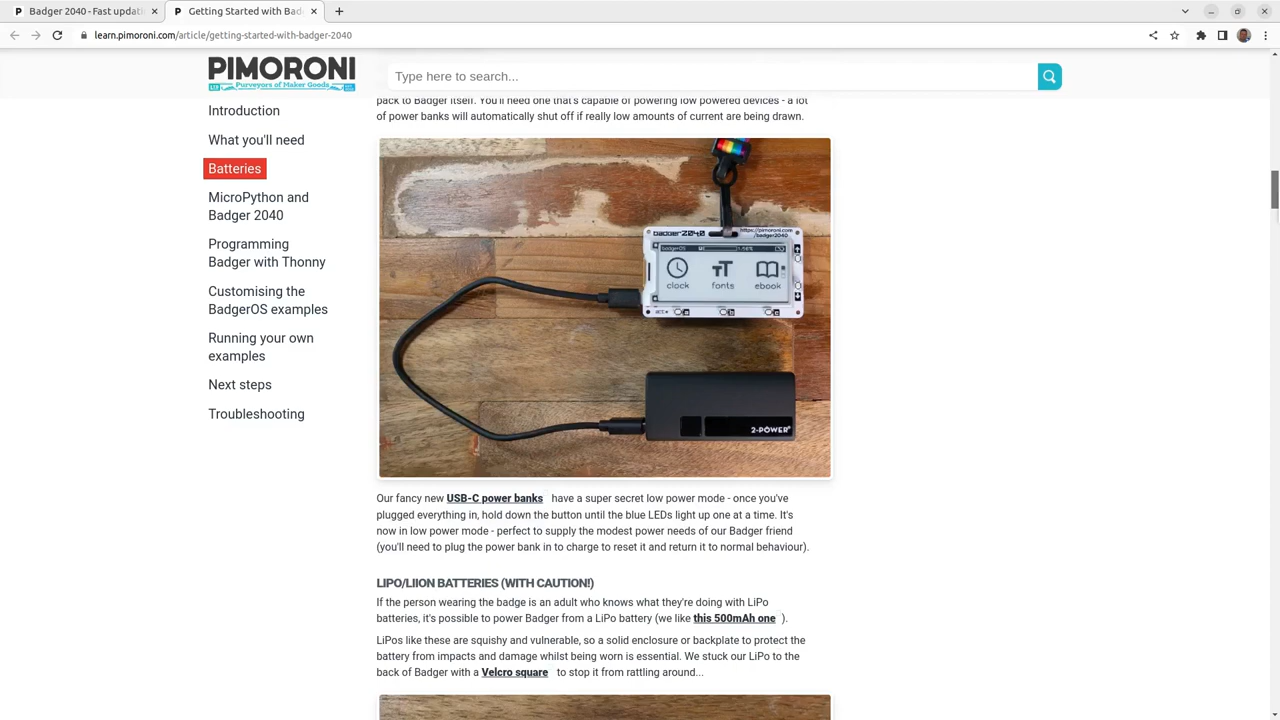 Badger 2040 - Fast updati
Getting Started with Bad
learn.pimoroni.com/article/getting-started-with-badger-2040
PIMORONI
Purveyors of Maker Goods
Type here to search...
Introduction
What you'll need
Batteries
MicroPython and
Badger 2040
Programming
Badger with Thonny
Customising the
BadgerOS examples
Running your own
examples
Next steps
Troubleshooting
pack to Badger itself. You'll need one that's capable of powering low powered devices - a lot
of power banks will automatically shut off if really low amounts of current are being drawn.
badger2040
https://pimoroni.com
/badger2040
badgerOS
clock
fonts
ebook
a
b
c
2-POWER
Our fancy new USB-C power banks have a super secret low power mode - once you've
plugged everything in, hold down the button until the blue LEDs light up one at a time. It's
now in low power mode - perfect to supply the modest power needs of our Badger friend
(you'll need to plug the power bank in to charge to reset it and return it to normal behaviour).
LIPO/LIION BATTERIES (WITH CAUTION!)
If the person wearing the badge is an adult who knows what they're doing with LiPo
batteries, it's possible to power Badger from a LiPo battery (we like this 500mAh one ).
LiPos like these are squishy and vulnerable, so a solid enclosure or backplate to protect the
battery from impacts and damage whilst being worn is essential. We stuck our LiPo to the
back of Badger with a Velcro square to stop it from rattling around...